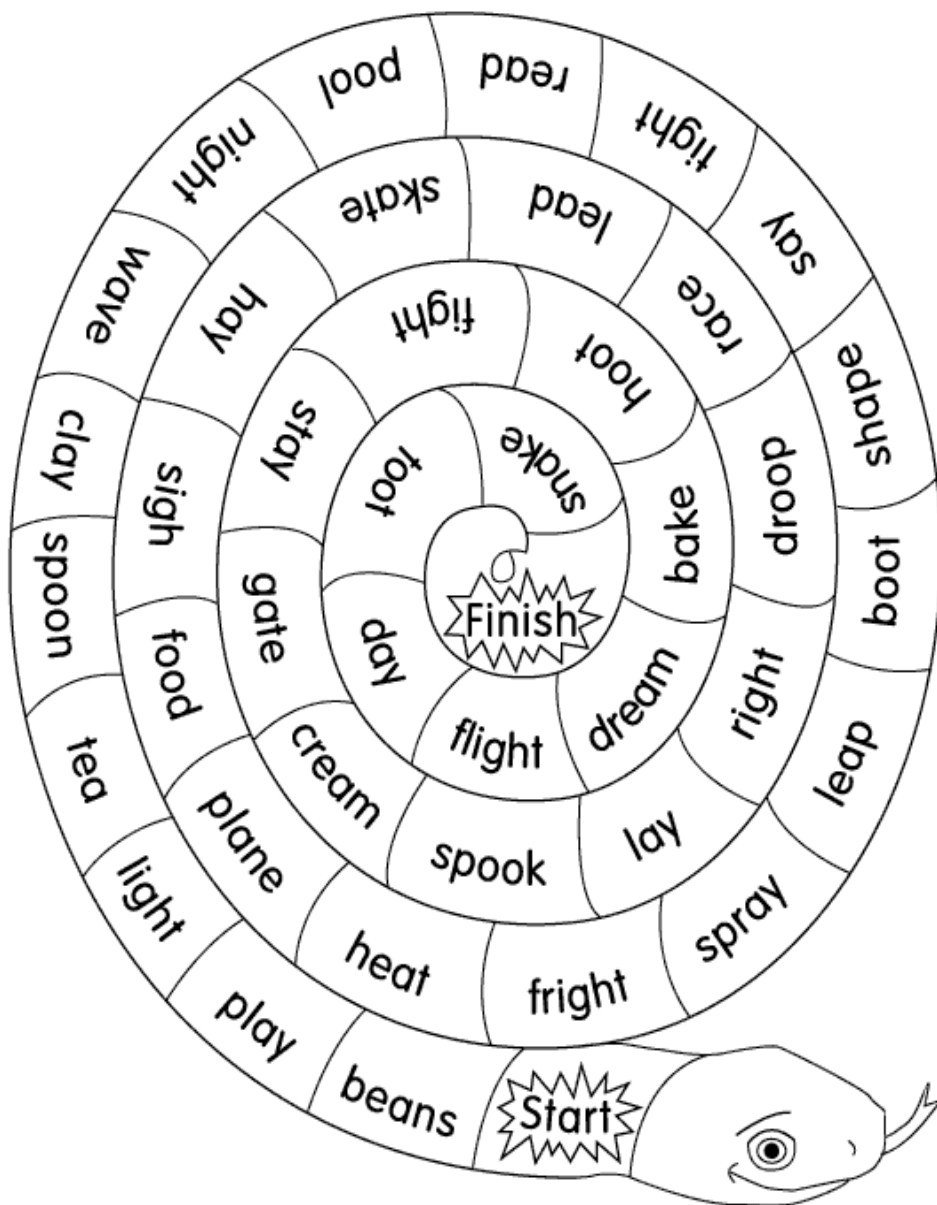 Start
beans
play
light
tea
spoon
clay
wave
night
pool
read
tight
say
shape
boot
leap
spray
fright
heat
plane
food
sigh
hay
skate
lead
race
droop
right
lay
spook
cream
gate
stay
fight
hoot
bake
dream
flight
day
toot
snake
Finish